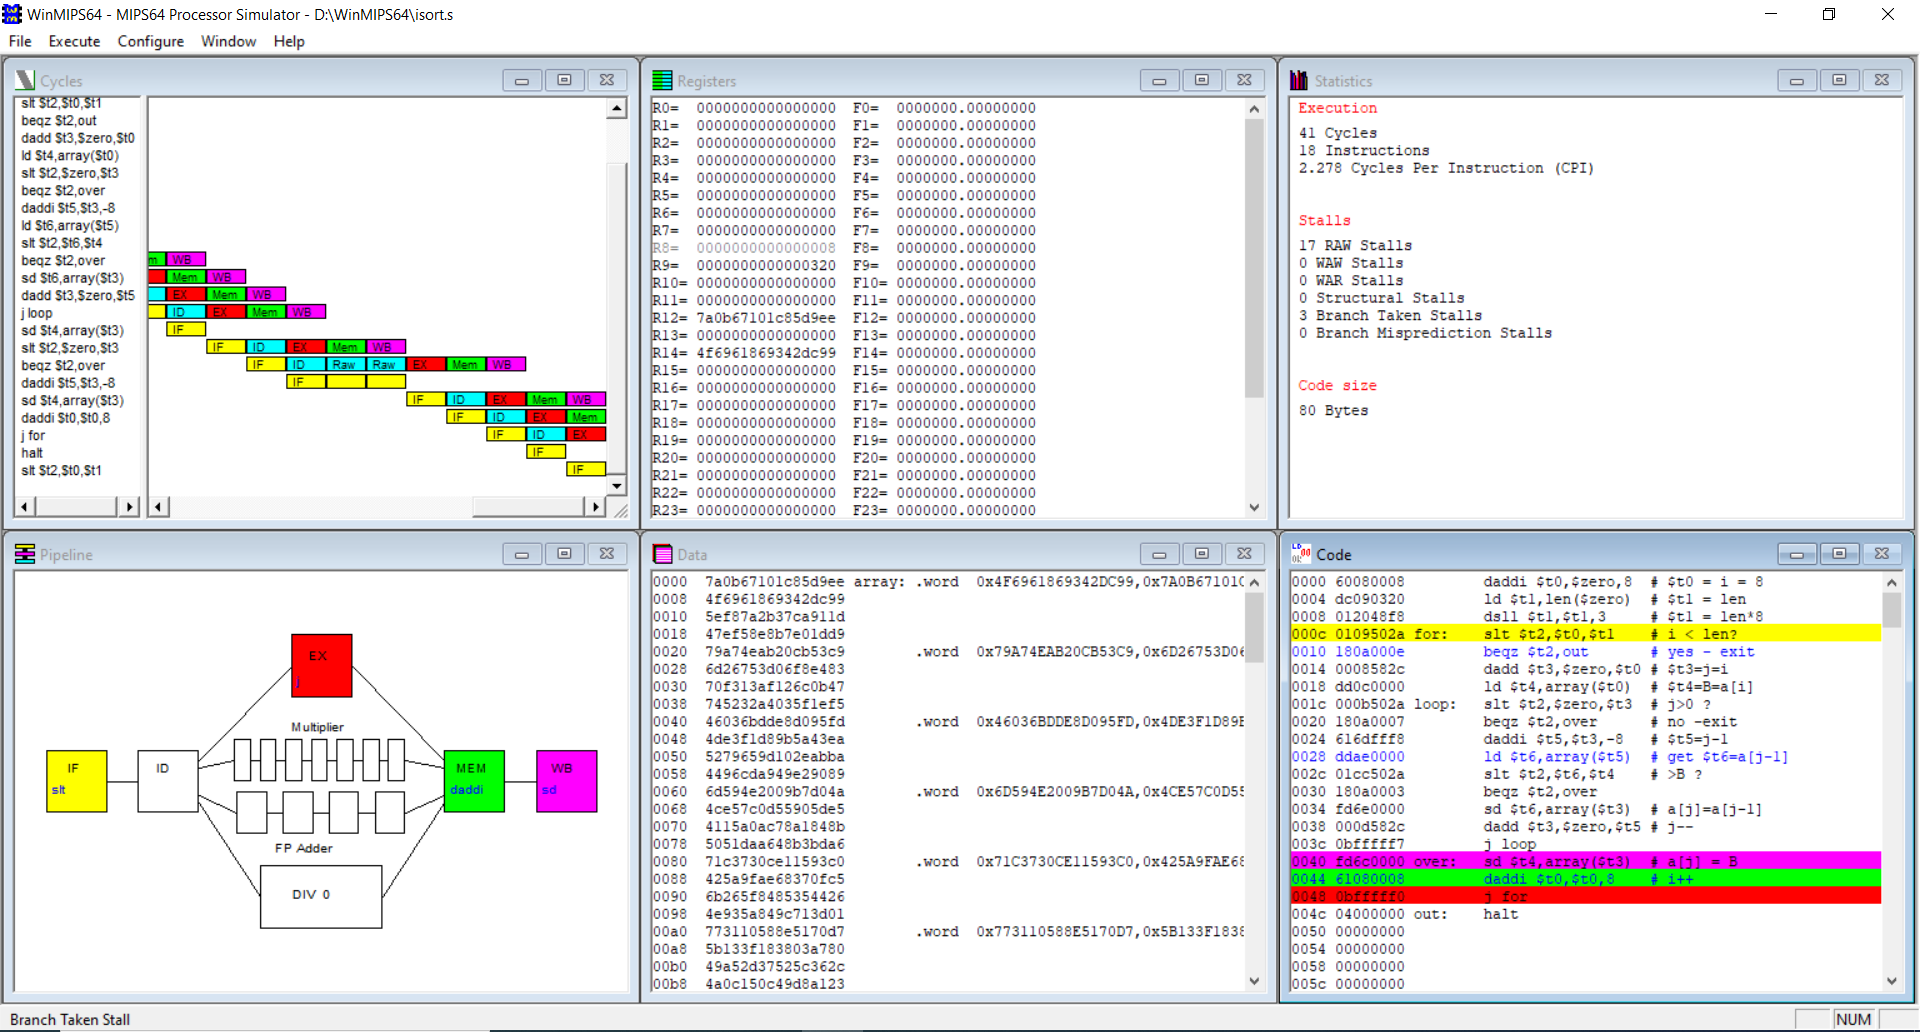 WinMIPS64 - MIPS64 Processor Simulator - D:\WinMIPS64\isort.s
File Execute Configure Window Help
Cycles
slt $t2,$t0,$t1
beqz $t2,out
dadd $t3,$zero,$t0
ld $t4,array($t0)
slt $t2,$zero,$t3
beqz $t2,over
daddi $t5,$t3,-8
ld $t6,array($t5)
slt $t2,$t6,$t4
beqz $t2,over
sd $t6,array($t3)
dadd $t3,$zero,$t5
j loop
sd $t4,array($t3)
slt $t2,$zero,$t3
beqz $t2,over
daddi $t5,$t3,-8
sd $t4,array($t3)
daddi $t0,$t0,8
j for
halt
slt $t2,$t0,$t1
m WB
Mem WB
EX Mem WB
ID EX Mem WB
IF
IF ID EX Mem WB
IF ID Raw Raw EX Mem WB
IF
IF ID EX Mem WB
IF ID EX Mem
IF ID EX
IF
IF
Registers
R0= 0000000000000000 F0= 0000000.00000000
R1= 0000000000000000 F1= 0000000.00000000
R2= 0000000000000000 F2= 0000000.00000000
R3= 0000000000000000 F3= 0000000.00000000
R4= 0000000000000000 F4= 0000000.00000000
R5= 0000000000000000 F5= 0000000.00000000
R6= 0000000000000000 F6= 0000000.00000000
R7= 0000000000000000 F7= 0000000.00000000
R8= 0000000000000008 F8= 0000000.00000000
R9= 0000000000000320 F9= 0000000.00000000
R10= 0000000000000000 F10= 0000000.00000000
R11= 0000000000000000 F11= 0000000.00000000
R12= 7a0b67101c85d9ee F12= 0000000.00000000
R13= 0000000000000000 F13= 0000000.00000000
R14= 4f6961869342dc99 F14= 0000000.00000000
R15= 0000000000000000 F15= 0000000.00000000
R16= 0000000000000000 F16= 0000000.00000000
R17= 0000000000000000 F17= 0000000.00000000
R18= 0000000000000000 F18= 0000000.00000000
R19= 0000000000000000 F19= 0000000.00000000
R20= 0000000000000000 F20= 0000000.00000000
R21= 0000000000000000 F21= 0000000.00000000
R22= 0000000000000000 F22= 0000000.00000000
R23= 0000000000000000 F23= 0000000.00000000
Statistics
Execution
41 Cycles
18 Instructions
2.278 Cycles Per Instruction (CPI)
Stalls
17 RAW Stalls
0 WAW Stalls
0 WAR Stalls
0 Structural Stalls
3 Branch Taken Stalls
0 Branch Misprediction Stalls
Code size
80 Bytes
Pipeline
EX
j
Multiplier
IF
slt
ID
MEM
daddi
WB
sd
FP Adder
DIV 0
Data
0000 7a0b67101c85d9ee array: .word 0x4F6961869342DC99,0x7A0B67101C
0008 4f6961869342dc99
0010 5ef87a2b37ca911d
0018 47ef58e8b7e01dd9
0020 79a74eab20cb53c9 .word 0x79A74EAB20CB53C9,0x6D26753D06
0028 6d26753d06f8e483
0030 70f313af126c0b47
0038 745232a4035f1ef5
0040 46036bdde8d095fd .word 0x46036BDDE8D095FD,0x4DE3F1D89B
0048 4de3f1d89b5a43ea
0050 5279659d102eabba
0058 4496cda949e29089
0060 6d594e2009b7d04a .word 0x6D594E2009B7D04A,0x4CE57C0D55
0068 4ce57c0d55905de5
0070 4115a0ac78a1848b
0078 5051daa648b3bda6
0080 71c3730ce11593c0 .word 0x71C3730CE11593C0,0x425A9FAE68
0088 425a9fae68370fc5
0090 6b265f8485354426
0098 4e935a849c713d01
00a0 773110588e5170d7 .word 0x773110588E5170D7,0x5B133F1838
00a8 5b133f183803a780
00b0 49a52d37525c362c
00b8 4a0c150c49d8a123
Code
0000 60080008 daddi $t0,$zero,8 # $t0 = i = 8
0004 dc090320 ld $t1,len($zero) # $t1 = len
0008 012048f8 dsll $t1,$t1,3 # $t1 = len*8
000c 0109502a for: slt $t2,$t0,$t1 # i < len?
0010 180a000e beqz $t2,out # yes - exit
0014 0008582c dadd $t3,$zero,$t0 # $t3=j=i
0018 dd0c0000 ld $t4,array($t0) # $t4=B=a[i]
001c 000b502a loop: slt $t2,$zero,$t3 # j>0 ?
0020 180a0007 beqz $t2,over # no -exit
0024 616dfff8 daddi $t5,$t3,-8 # $t5=j-1
0028 ddae0000 ld $t6,array($t5) # get $t6=a[j-1]
002c 01cc502a slt $t2,$t6,$t4 # >B ?
0030 180a0003 beqz $t2,over
0034 fd6e0000 sd $t6,array($t3) # a[j]=a[j-1]
0038 000d582c dadd $t3,$zero,$t5 # j--
003c 0bfffff7 j loop
0040 fd6c0000 over: sd $t4,array($t3) # a[j] = B
0044 61080008 daddi $t0,$t0,8 # i++
0048 0bfffff0 j for
004c 04000000 out: halt
0050 00000000
0054 00000000
0058 00000000
005c 00000000
Branch Taken Stall
NUM